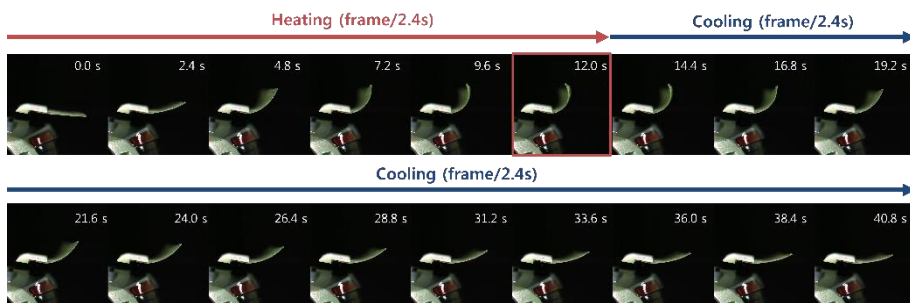 Heating (frame/2.4s)
Cooling (frame/2.4s)
0.0 s
2.4 s
4.8 s
7.2 s
9.6 s
12.0 s
14.4 s
16.8 s
19.2 s
Cooling (frame/2.4s)
21.6 s
24.0 s
26.4 s
28.8 s
31.2 s
33.6 s
36.0 s
38.4 s
40.8 s